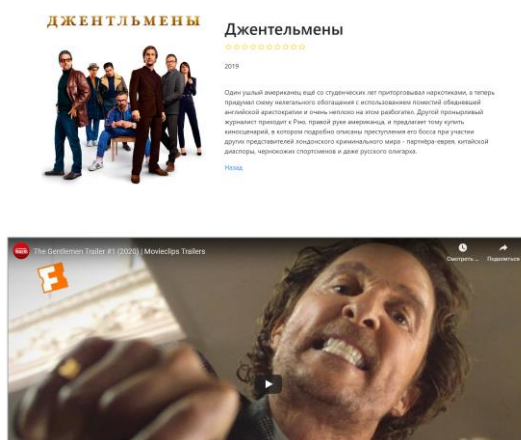 ДЖЕНТЛЬМЕНЫ
Джентельмены
2019
Один ушлый американец ещё со студенческих лет приторговывал наркотиками, а теперь
придумал схему нелегального обогащения с использованием поместий обедневшей
английской аристократии и очень неплохо на этом разбогател. Другой пронырливый
журналист приходит к Рэю, правой руке американца, и предлагает тому купить
киносценарий, в котором подробно описаны преступления его босса при участии
других представителей лондонского криминального мира - партнёра-еврея, китайской
диаспоры, чернокожих спортсменов и даже русского олигарха.
Назад
The Gentlemen Trailer #1 (2020) | Movieclips Trailers
Смотреть ...
Поделиться